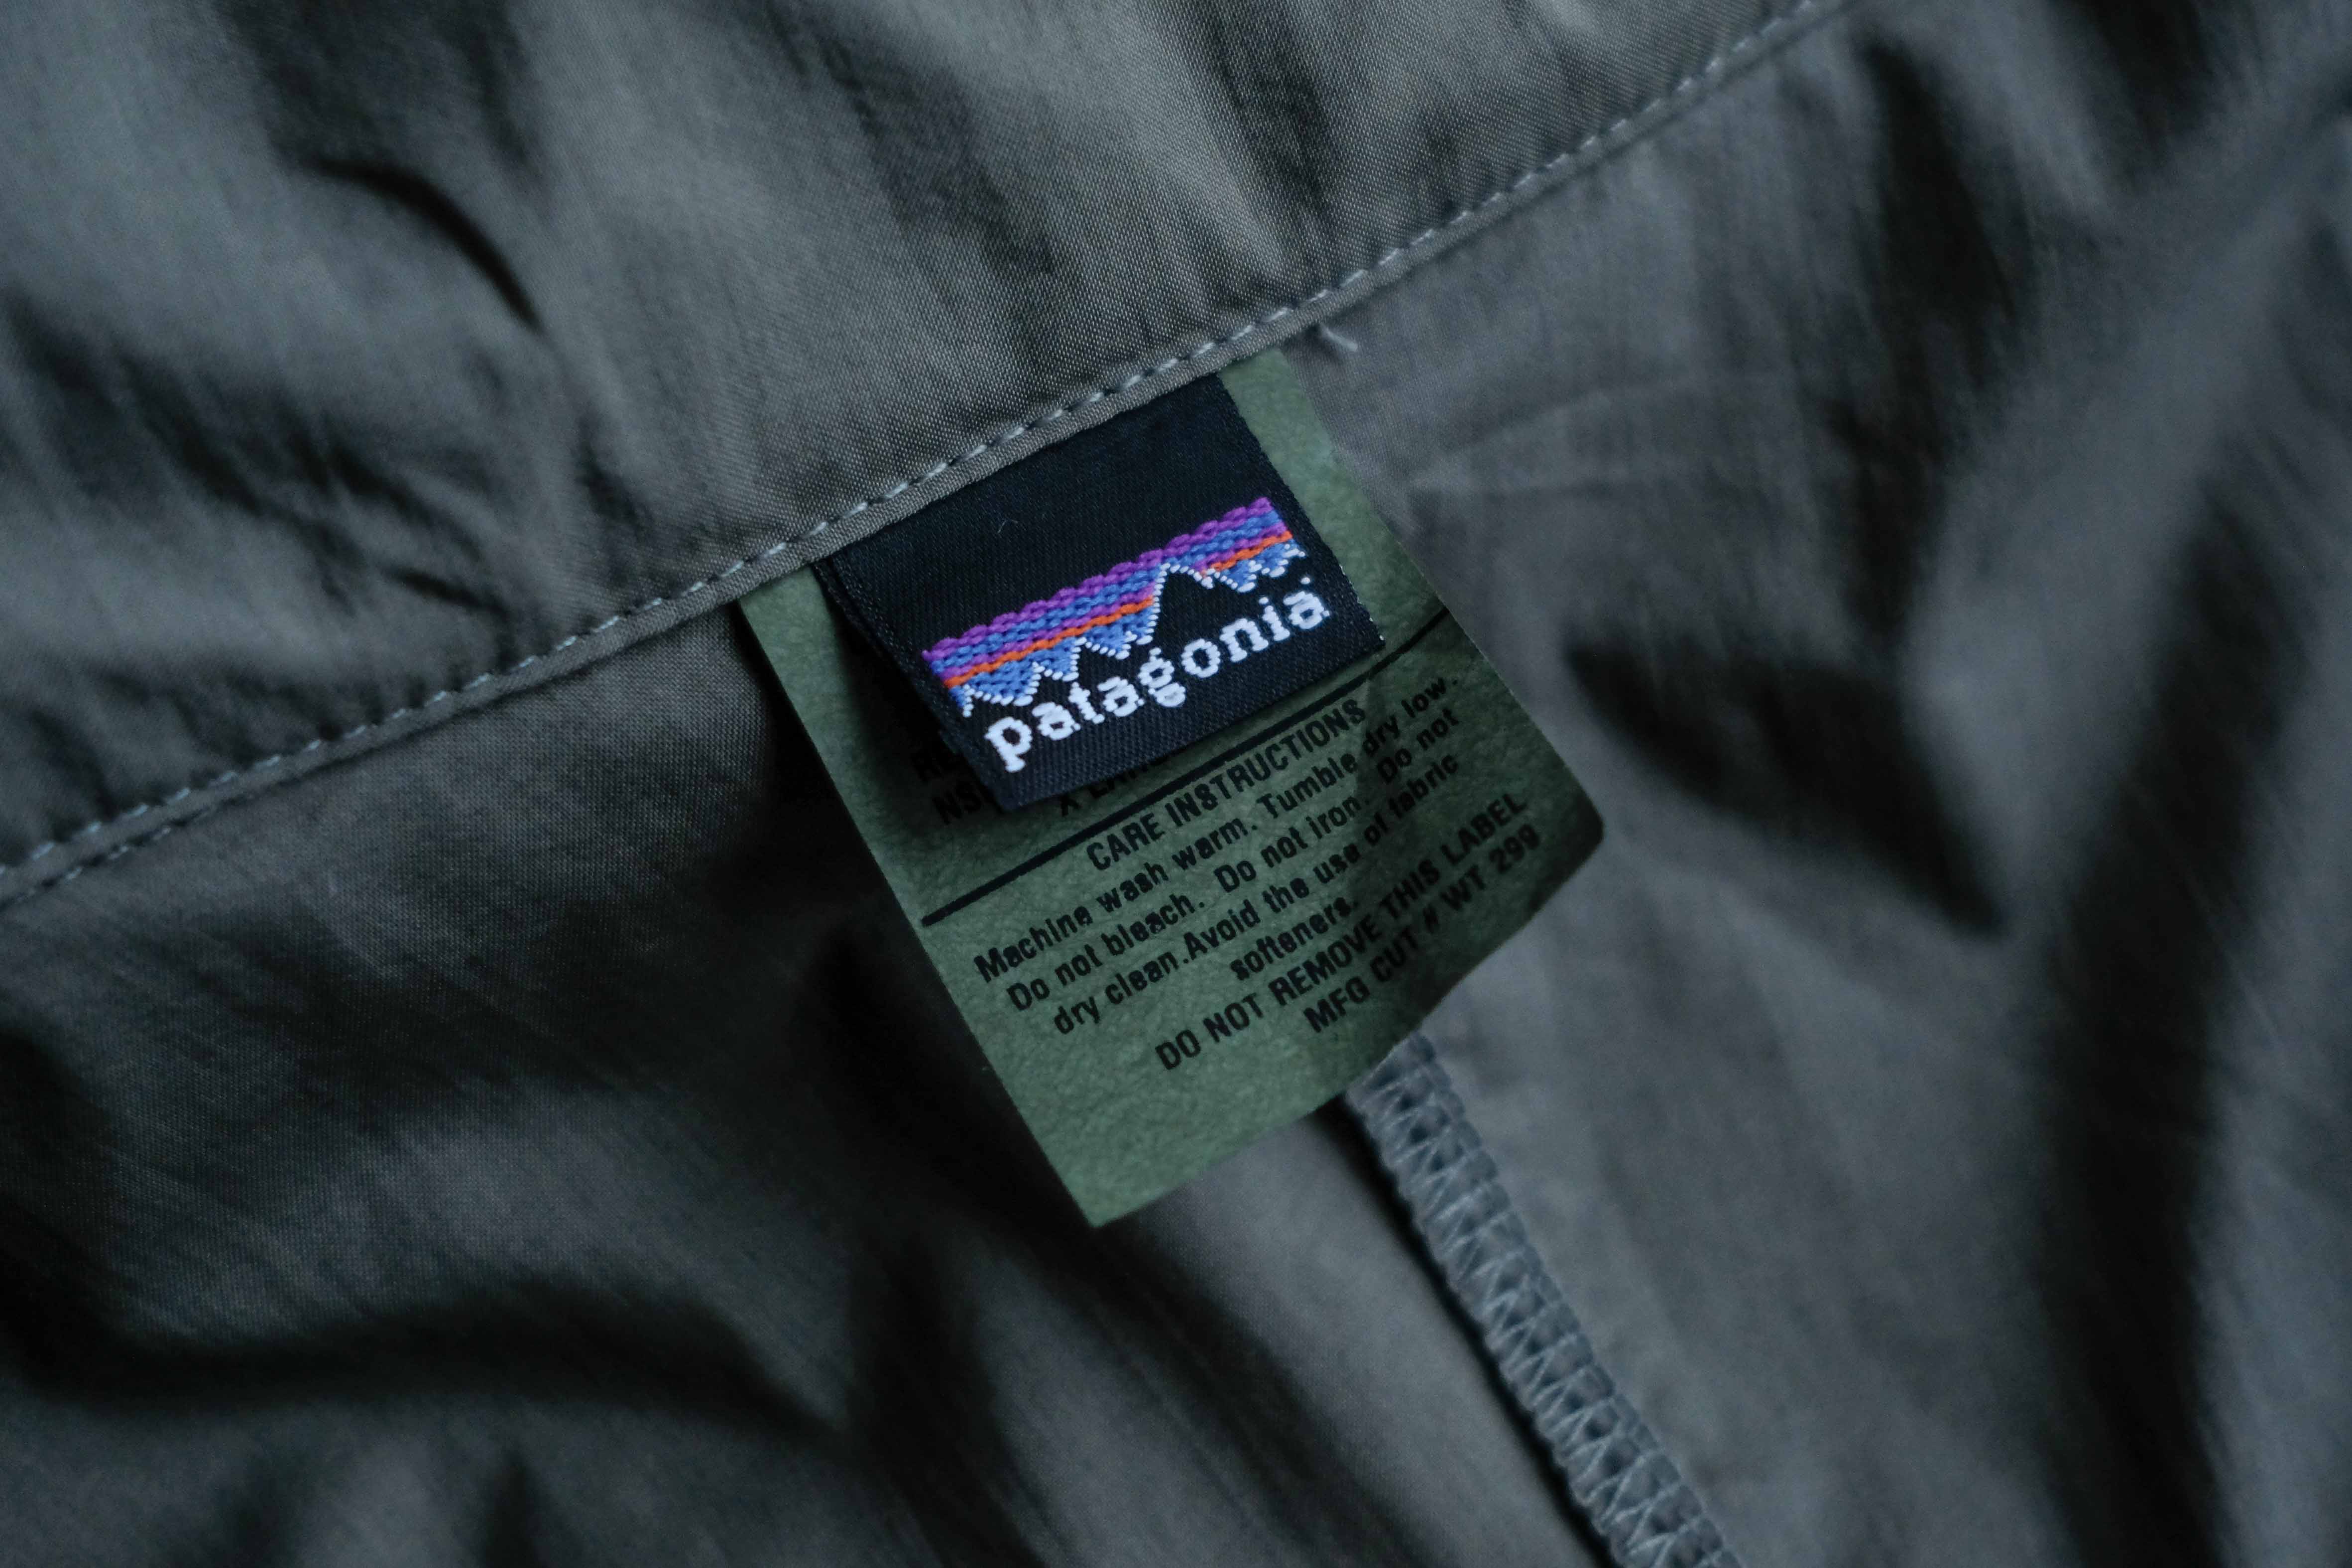 patagonia
CARE INSTRUCTIONS
Machine wash warm. Tumble dry low.
Do not bleach. Do not iron. Do not
dry clean.Avoid the use of fabric
softeners.
DO NOT REMOVE THIS LABEL
MFG CUT # WT 29g